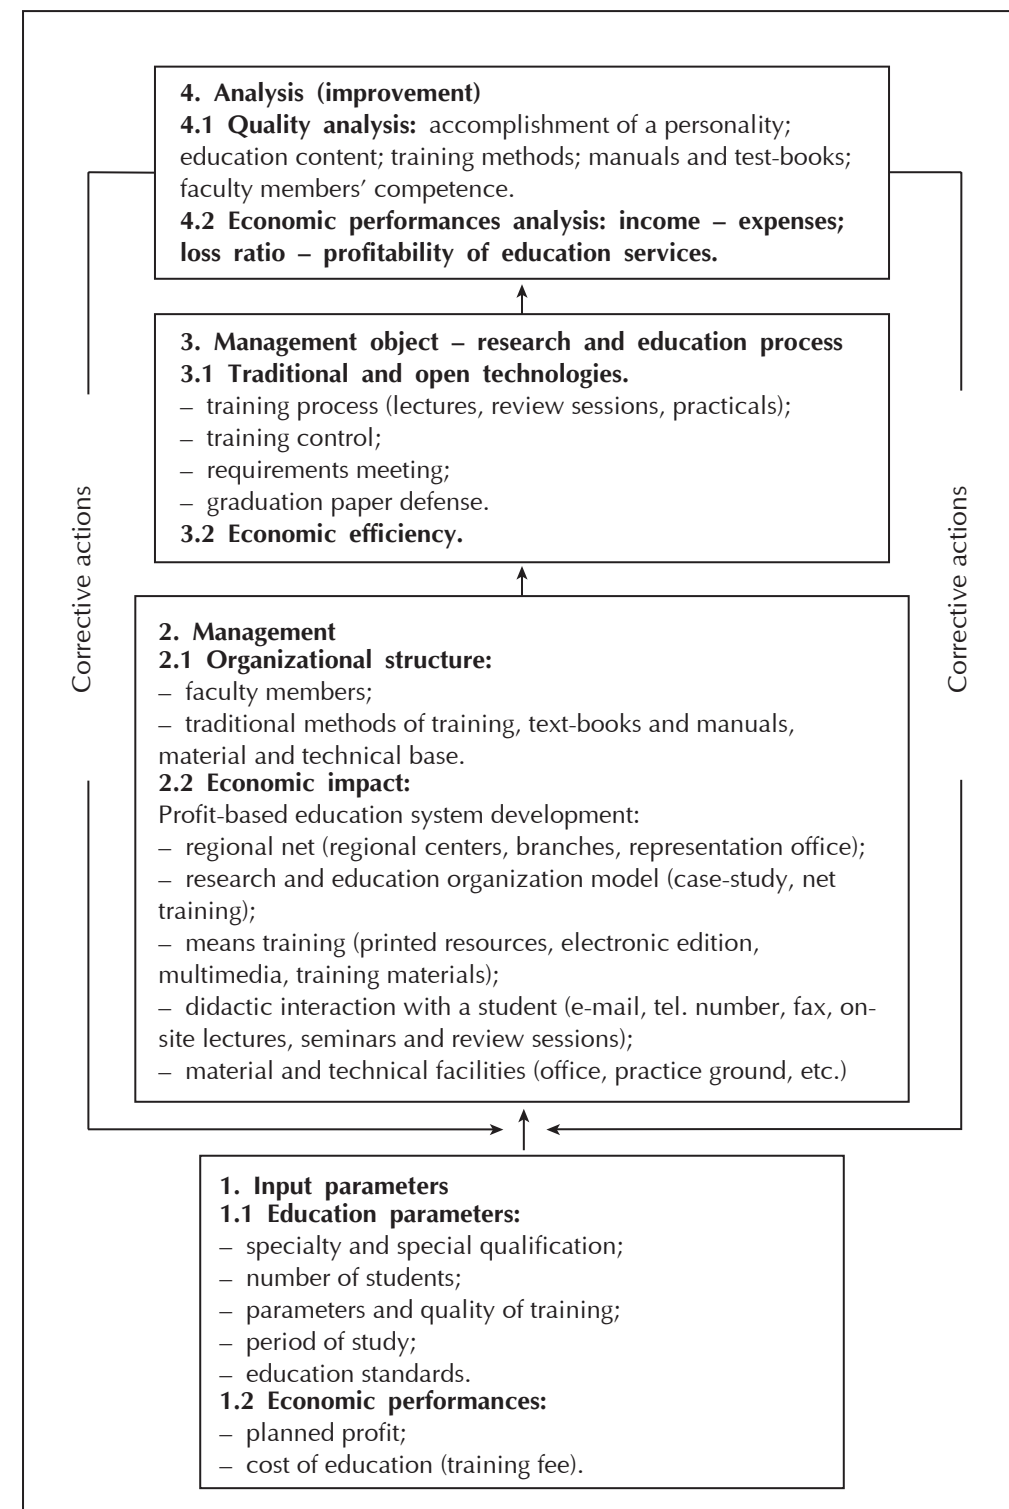 4. Analysis (improvement)
4.1 Quality analysis: accomplishment of a personality;
education content; training methods; manuals and test-books;
faculty members’ competence.
4.2 Economic performances analysis: income – expenses;
loss ratio – profitability of education services.
3. Management object – research and education process
3.1 Traditional and open technologies.
– training process (lectures, review sessions, practicals);
– training control;
– requirements meeting;
– graduation paper defense.
3.2 Economic efficiency.
Corrective actions
Corrective actions
2. Management
2.1 Organizational structure:
– faculty members;
– traditional methods of training, text-books and manuals,
material and technical base.
2.2 Economic impact:
Profit-based education system development:
– regional net (regional centers, branches, representation office);
– research and education organization model (case-study, net
training);
– means training (printed resources, electronic edition,
multimedia, training materials);
– didactic interaction with a student (e-mail, tel. number, fax, on-
site lectures, seminars and review sessions);
– material and technical facilities (office, practice ground, etc.)
1. Input parameters
1.1 Education parameters:
– specialty and special qualification;
– number of students;
– parameters and quality of training;
– period of study;
– education standards.
1.2 Economic performances:
– planned profit;
– cost of education (training fee).